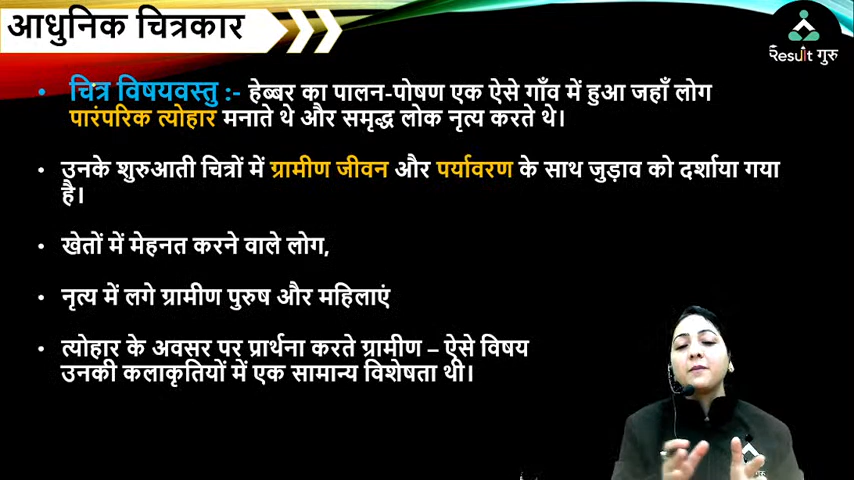 आधुनिक चित्रकार
Result गुरु
• चित्र विषयवस्तु :- हेब्बर का पालन-पोषण एक ऐसे गाँव में हुआ जहाँ लोग
पारंपरिक त्योहार मनाते थे और समृद्ध लोक नृत्य करते थे।
• उनके शुरुआती चित्रों में ग्रामीण जीवन और पर्यावरण के साथ जुड़ाव को दर्शाया गया
है।
• खेतों में मेहनत करने वाले लोग,
• नृत्य में लगे ग्रामीण पुरुष और महिलाएं
• त्योहार के अवसर पर प्रार्थना करते ग्रामीण – ऐसे विषय
उनकी कलाकृतियों में एक सामान्य विशेषता थी।